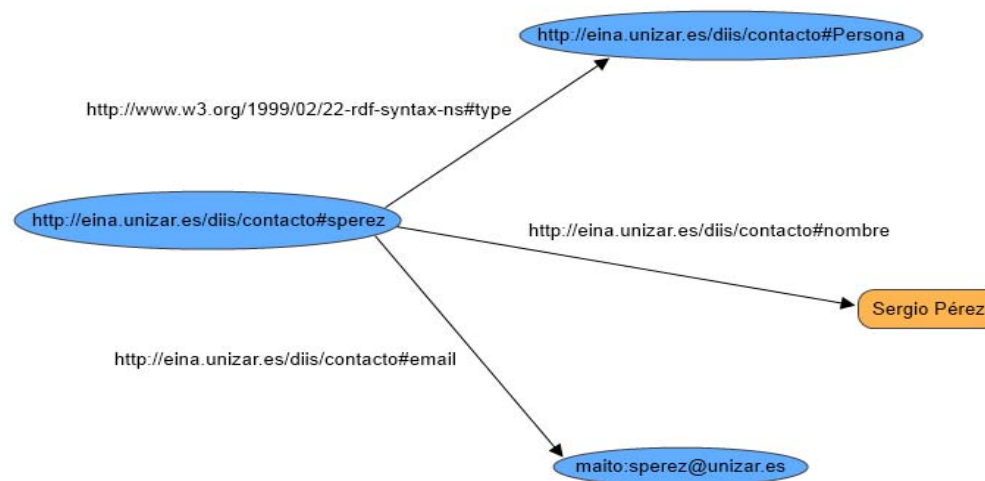 http://eina.unizar.es/diis/contacto#Persona
http://www.w3.org/1999/02/22-rdf-syntax-ns#type
http://eina.unizar.es/diis/contacto#sperez
http://eina.unizar.es/diis/contacto#nombre
Sergio Pérez
http://eina.unizar.es/diis/contacto#email
maito:sperez@unizar.es